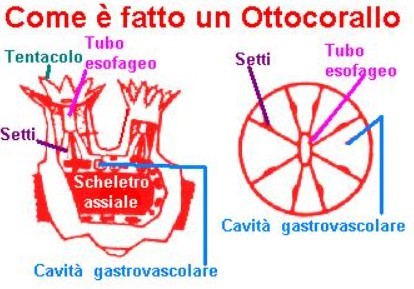 Come è fatto un Ottocorallo
Tentacolo
Tubo
esofageo
Setti
Scheletro
assiale
Cavità gastrovascolare
Setti
Tubo
esofageo
Cavità gastrovascolare